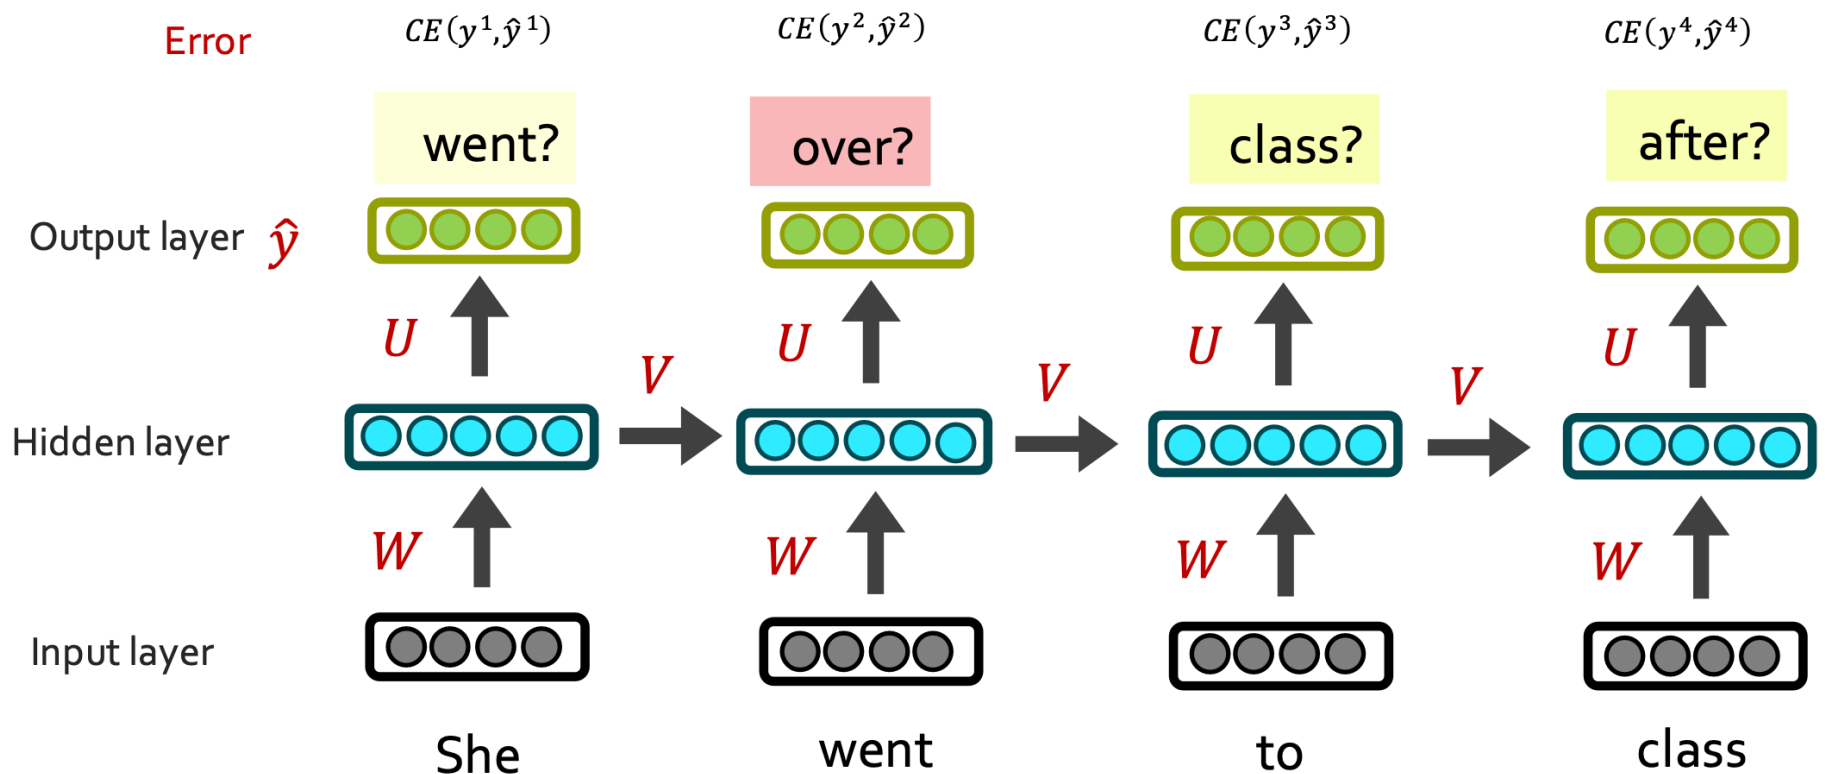 Error CE(y¹,ŷ¹) CE(y²,ŷ²) CE(y³,ŷ³) CE(y⁴,ŷ⁴)
went? over? class? after?
Output layer ŷ
U U U U
V V V
Hidden layer
W W W W
Input layer
She went to class